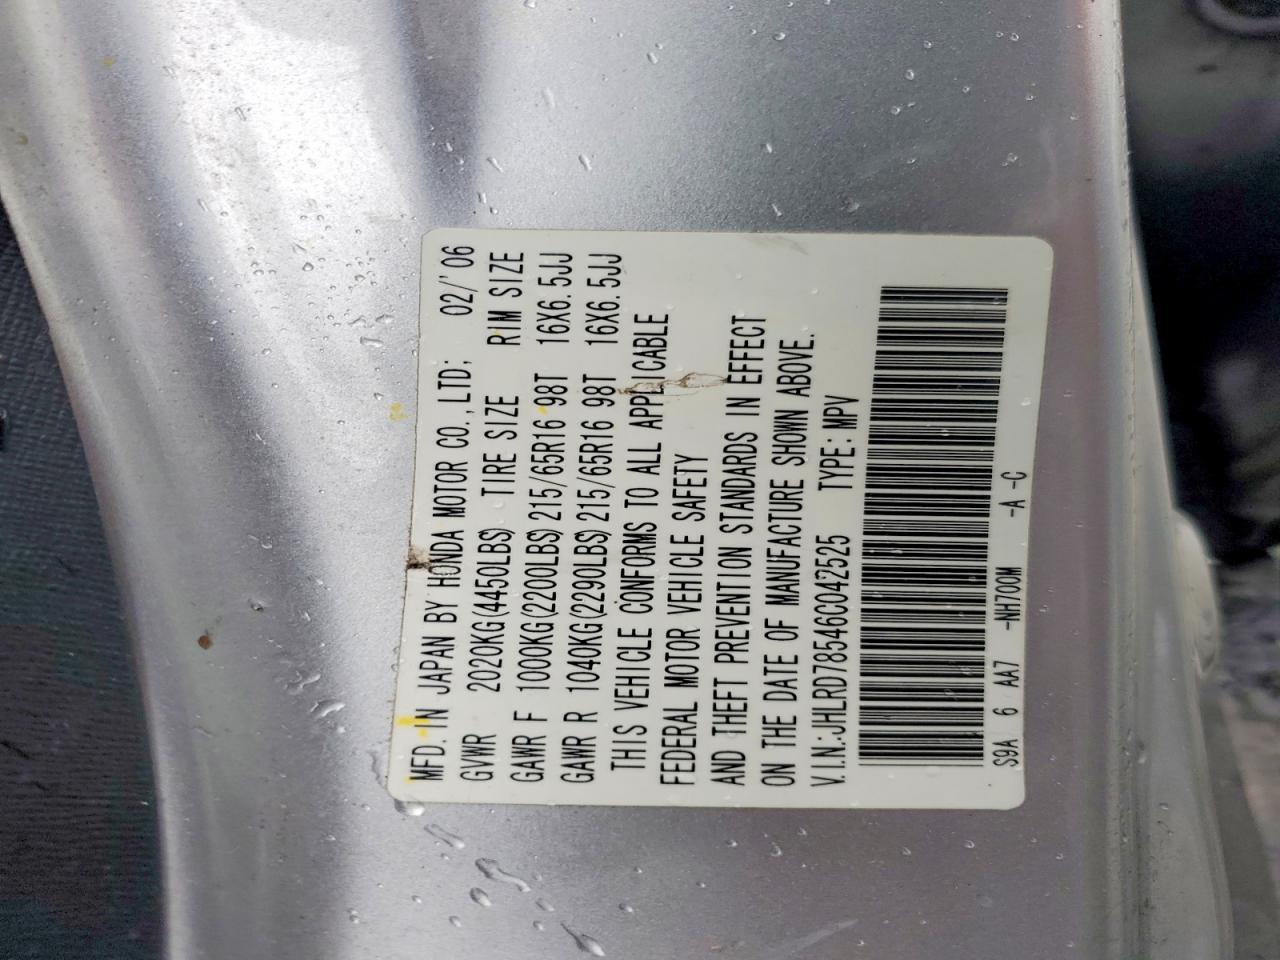 MFD. IN JAPAN BY HONDA MOTOR CO., LTD; 02/'06
GVWR 2020KG(4450LBS) TIRE SIZE RIM SIZE
GAWR F 1000KG(2200LBS) 215/65R16 98T 16X6.5JJ
GAWR R 1040KG(2290LBS) 215/65R16 98T 16X6.5JJ
THIS VEHICLE CONFORMS TO ALL APPLICABLE
FEDERAL MOTOR VEHICLE SAFETY
AND THEFT PREVENTION STANDARDS IN EFFECT
ON THE DATE OF MANUFACTURE SHOWN ABOVE.
V.I.N.:JHLRD78546C042525 TYPE: MPV
S9A 6 AA7 -NH700M -A -C